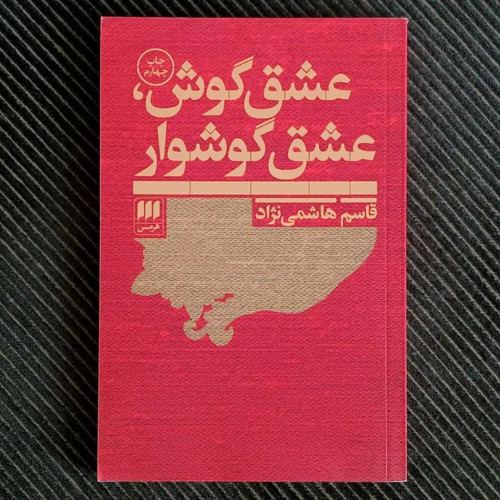 چاپ
چهارم
عشق گوش،
عشق گوشوار
قاسم هاشمی‌نژاد
هرمس